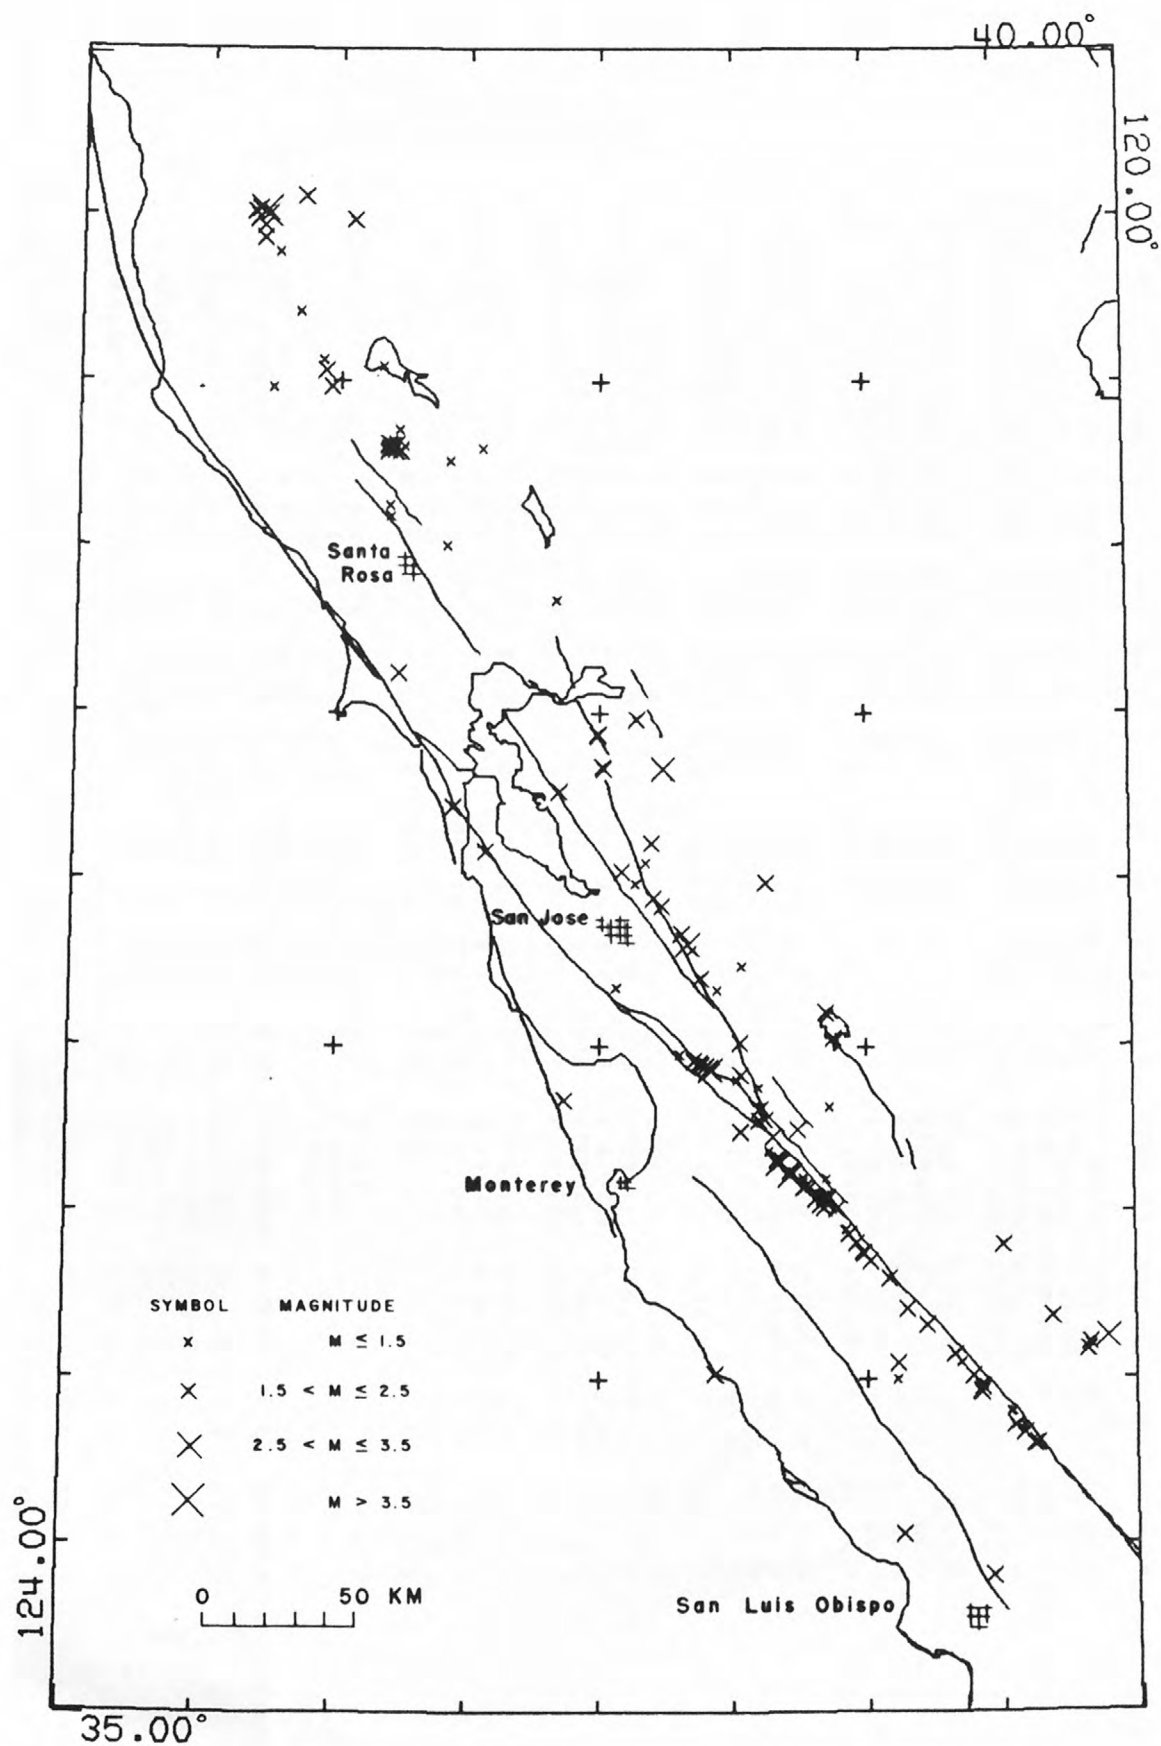 40.00°
120.00°
Santa
Rosa
San Jose
Monterey
SYMBOL MAGNITUDE
M ≤ 1.5
1.5 < M ≤ 2.5
2.5 < M ≤ 3.5
M > 3.5
124.00°
0 50 KM
San Luis Obispo
35.00°